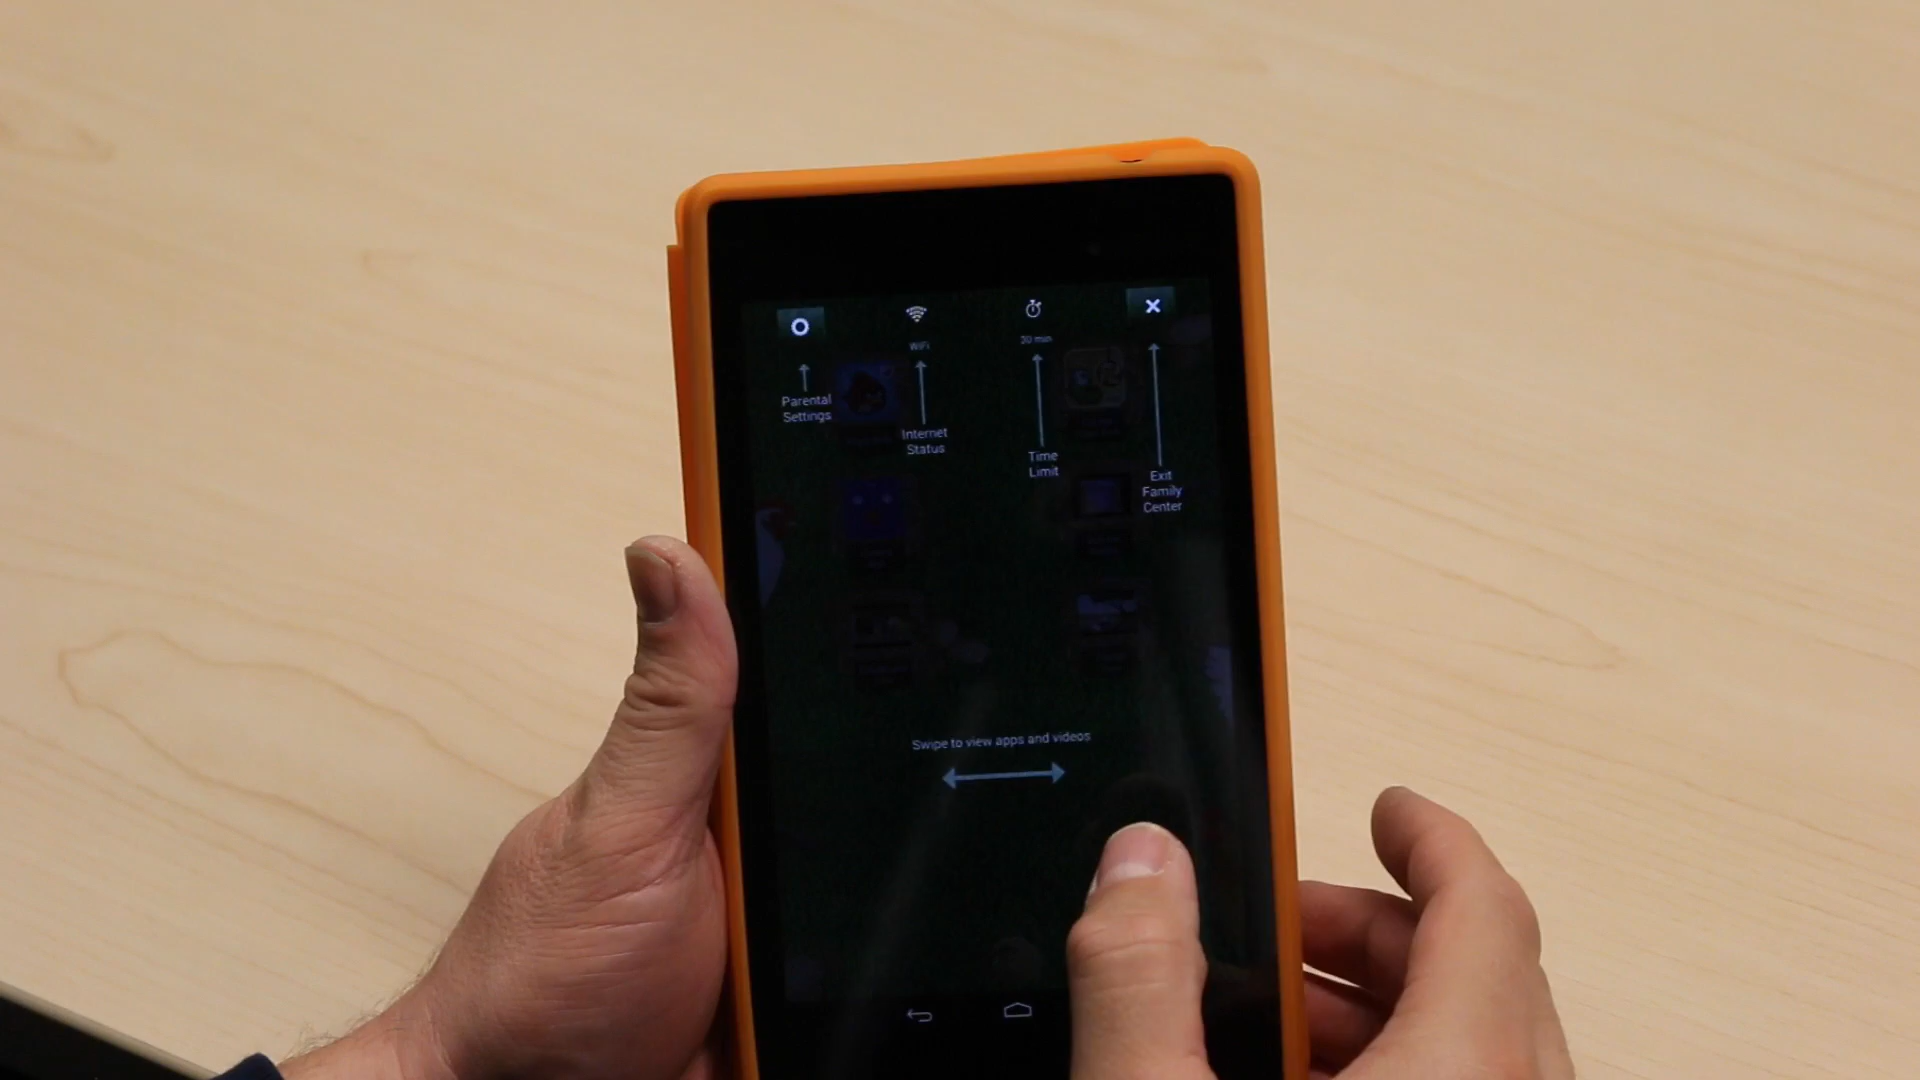 WiFi
30 min
Parental
Settings
Internet
Status
Time
Limit
Exit
Family
Center
Swipe to view apps and videos